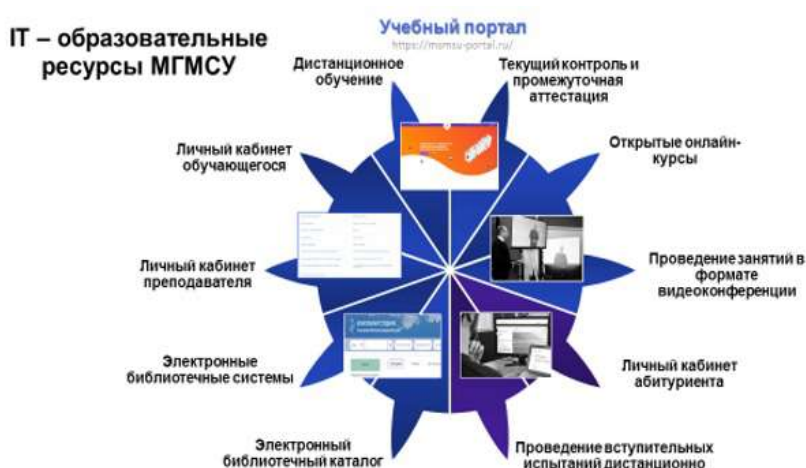 IT – образовательные
ресурсы МГМСУ
Учебный портал
https://msmsu-portal.ru/
Дистанционное
обучение
Текущий контроль и
промежуточная
аттестация
Личный кабинет
обучающегося
Открытые онлайн-
курсы
Личный кабинет
преподавателя
Проведение занятий в
формате
видеоконференции
Электронные
библиотечные системы
Личный кабинет
абитуриента
Электронный
библиотечный каталог
Проведение вступительных
испытаний дистанционно